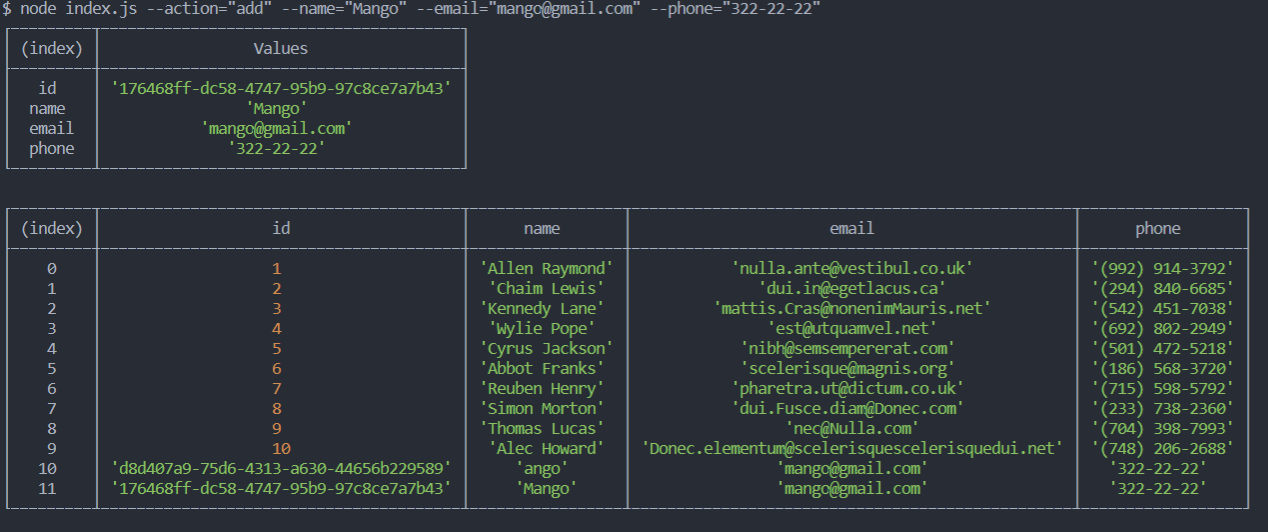 $ node index.js --action="add" --name="Mango" --email="mango@gmail.com" --phone="322-22-22"
(index) Values
id '176468ff-dc58-4747-95b9-97c8ce7a7b43'
name 'Mango'
email 'mango@gmail.com'
phone '322-22-22'
(index) id name email phone
0 1 'Allen Raymond' 'nulla.ante@vestibul.co.uk' '(992) 914-3792'
1 2 'Chaim Lewis' 'dui.in@egetlacus.ca' '(294) 840-6685'
2 3 'Kennedy Lane' 'mattis.Cras@nonenimMauris.net' '(542) 451-7038'
3 4 'Wylie Pope' 'est@utquamvel.net' '(692) 802-2949'
4 5 'Cyrus Jackson' 'nibh@semsempererat.com' '(501) 472-5218'
5 6 'Abbot Franks' 'scelerisque@magnis.org' '(186) 568-3720'
6 7 'Reuben Henry' 'pharetra.ut@dictum.co.uk' '(715) 598-5792'
7 8 'Simon Morton' 'dui.Fusce.diam@Donec.com' '(233) 738-2360'
8 9 'Thomas Lucas' 'nec@Nulla.com' '(704) 398-7993'
9 10 'Alec Howard' 'Donec.elementum@scelerisquescelerisquedui.net' '(748) 206-2688'
10 'd8d407a9-75d6-4313-a630-44656b229589' 'ango' 'mango@gmail.com' '322-22-22'
11 '176468ff-dc58-4747-95b9-97c8ce7a7b43' 'Mango' 'mango@gmail.com' '322-22-22'